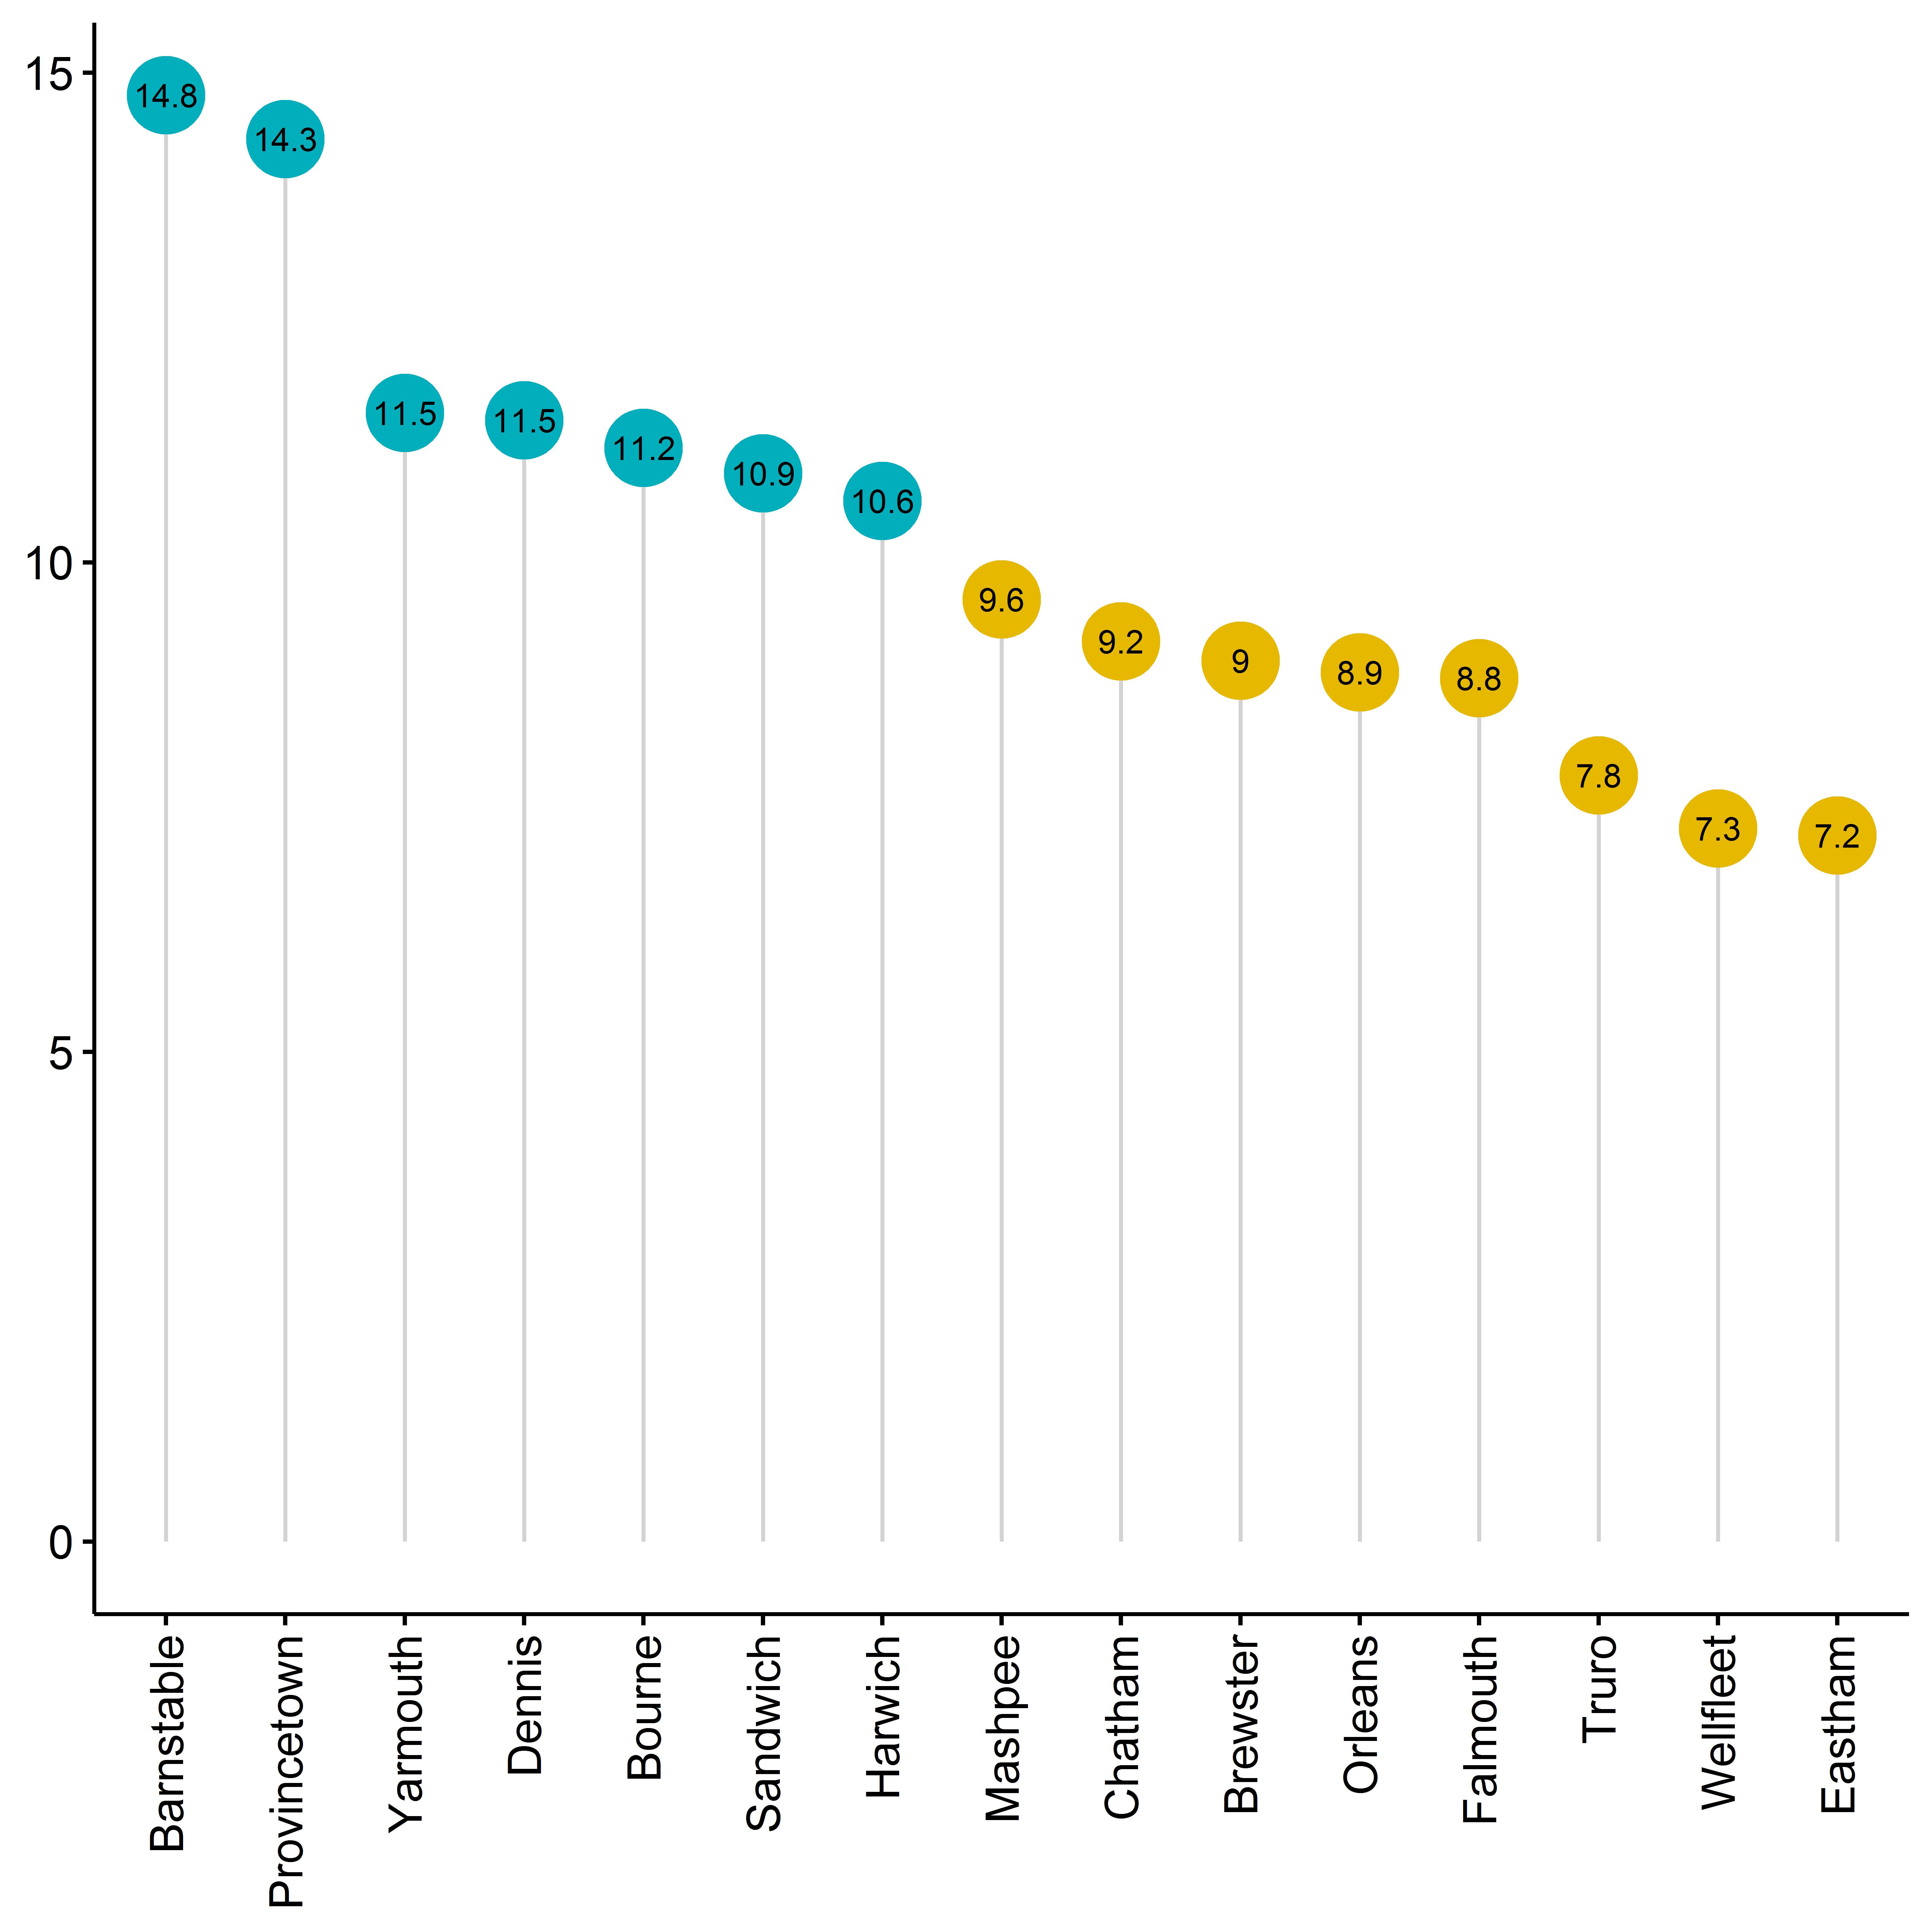 15
10
5
0
14.8
14.3
11.5
11.5
11.2
10.9
10.6
9.6
9.2
9
8.9
8.8
7.8
7.3
7.2
Barnstable
Provincetown
Yarmouth
Dennis
Bourne
Sandwich
Harwich
Mashpee
Chatham
Brewster
Orleans
Falmouth
Truro
Wellfleet
Eastham